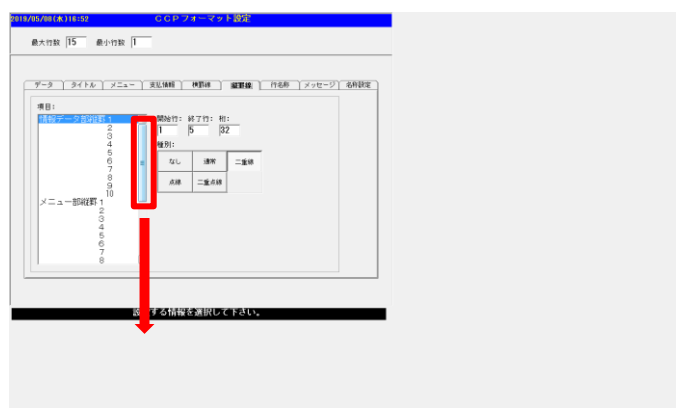 2019/05/08(水)16:52 CCPフォーマット設定
最大行数 15 最小行数 1
データ タイトル メニュー 支払情報 横罫線 縦罫線 行名称 メッセージ 名称設定
項目:
情報データ部縦罫 1
2
3
4
5
6
7
8
9
10
メニュー部縦罫 1
2
3
4
5
6
7
8
開始行: 終了行: 桁:
1 5 32
種別:
なし 通常 二重線
点線 二重点線
する情報を選択して下さい。